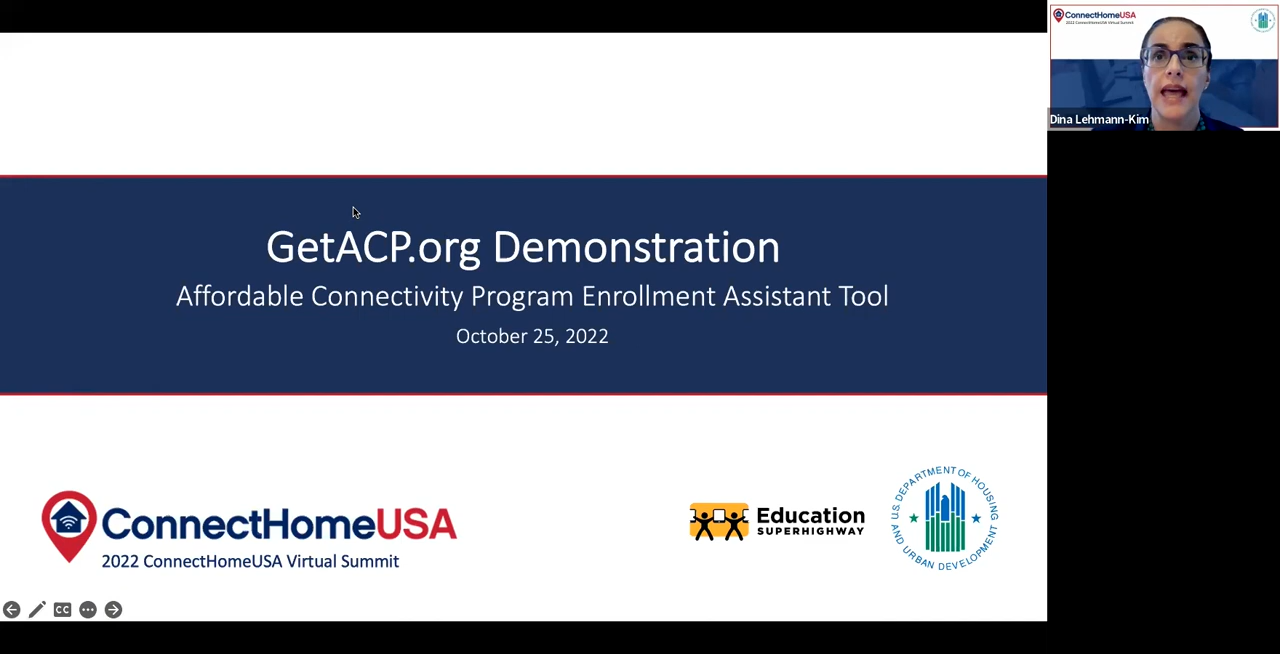 GetACP.org Demonstration
Affordable Connectivity Program Enrollment Assistant Tool
October 25, 2022
ConnectHomeUSA
2022 ConnectHomeUSA Virtual Summit
Education
SUPERHIGHWAY
U.S. DEPARTMENT OF HOUSING
AND URBAN DEVELOPMENT
CC
ConnectHomeUSA
2022 ConnectHomeUSA Virtual Summit
Dina Lehmann-Kim